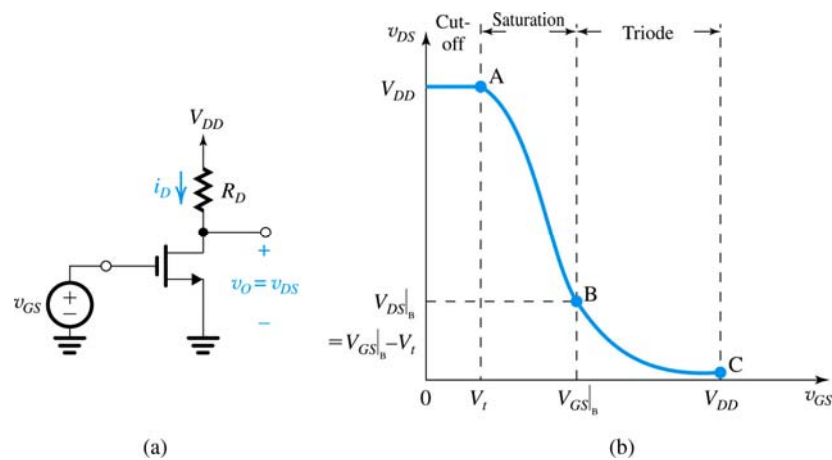 V_DD
i_D
R_D
+
v_O = v_DS
−
v_GS
+
−
(a)
v_DS
Cut-
off
Saturation
Triode
A
V_DD
B
V_DS|_B
= V_GS|_B – V_t
C
0
V_t
V_GS|_B
V_DD
v_GS
(b)